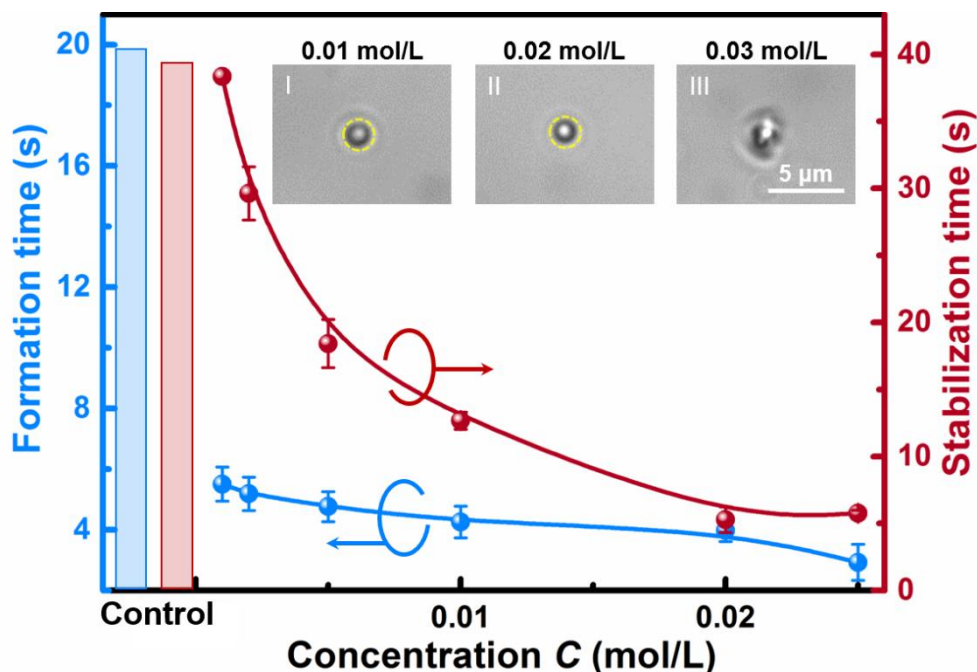 0.01 mol/L
0.02 mol/L
0.03 mol/L
I
II
III
5 μm
Formation time (s)
20
16
12
8
4
Stabilization time (s)
40
30
20
10
0
Control
0.01
0.02
Concentration C (mol/L)